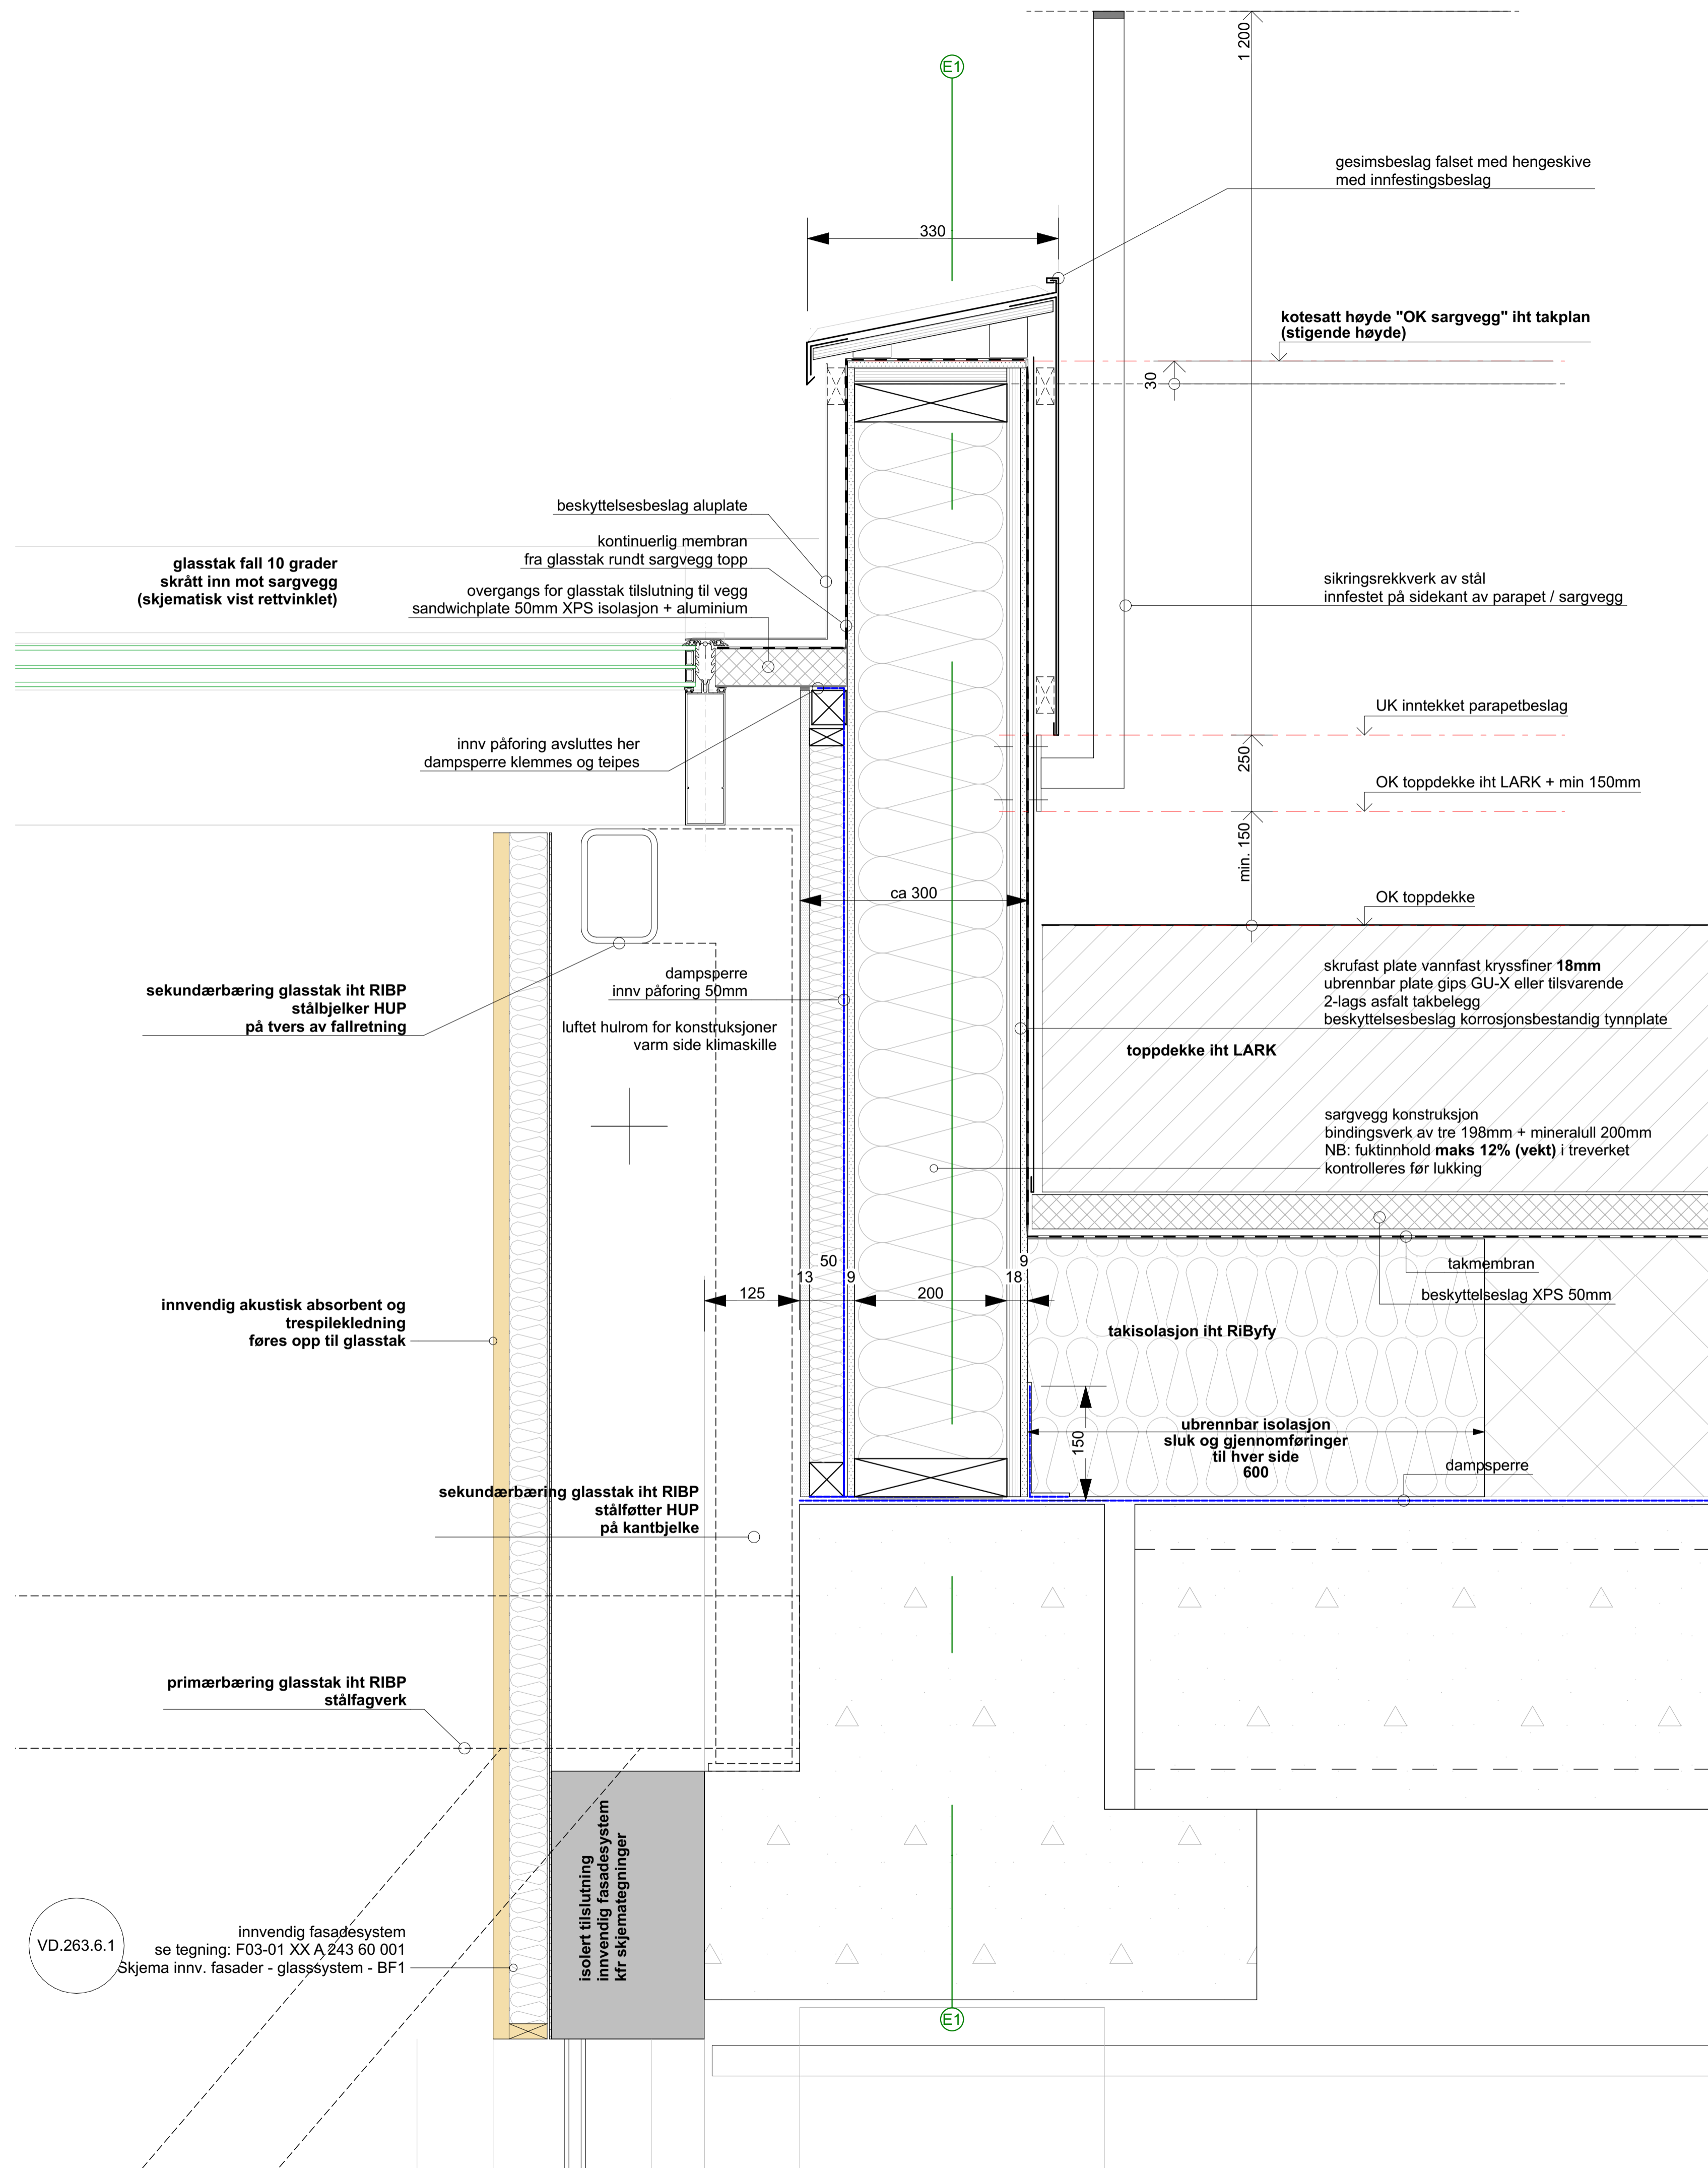 1 200
E1
gesimsbeslag falset med hengeskive
med innfestingsbeslag
330
kotesatt høyde "OK sargvegg" iht takplan
(stigende høyde)
30
beskyttelsesbeslag aluplate
kontinuerlig membran
fra glasstak rundt sargvegg topp
glasstak fall 10 grader
skrått inn mot sargvegg
(skjematisk vist rettvinklet)
overgangs for glasstak tilslutning til vegg
sandwichplate 50mm XPS isolasjon + aluminium
sikringsrekkverk av stål
innfestet på sidekant av parapet / sargvegg
UK inntekket parapetbeslag
innv påforing avsluttes her
dampsperre klemmes og teipes
250
OK toppdekke iht LARK + min 150mm
min. 150
ca 300
OK toppdekke
dampsperre
innv påforing 50mm
sekundærbæring glasstak iht RIBP
stålbjelker HUP
på tvers av fallretning
skrufast plate vannfast kryssfiner 18mm
ubrennbar plate gips GU-X eller tilsvarende
2-lags asfalt takbelegg
beskyttelsesbeslag korrosjonsbestandig tynnplate
luftet hulrom for konstruksjoner
varm side klimaskille
toppdekke iht LARK
sargvegg konstruksjon
bindingsverk av tre 198mm + mineralull 200mm
NB: fuktinnhold maks 12% (vekt) i treverket
kontrolleres før lukking
50
9
13
9
18
125
200
takmembran
beskyttelseslag XPS 50mm
innvendig akustisk absorbent og
trespilekledning
føres opp til glasstak
takisolasjon iht RiByfy
150
ubrennbar isolasjon
sluk og gjennomføringer
til hver side
600
dampsperre
sekundærbæring glasstak iht RIBP
stålføtter HUP
på kantbjelke
primærbæring glasstak iht RIBP
stålfagverk
isolert tilslutning
innvendig fasadesystem
kfr skjemategninger
VD.263.6.1
innvendig fasadesystem
se tegning: F03-01 XX A 243 60 001
Skjema innv. fasader - glasssystem - BF1
E1